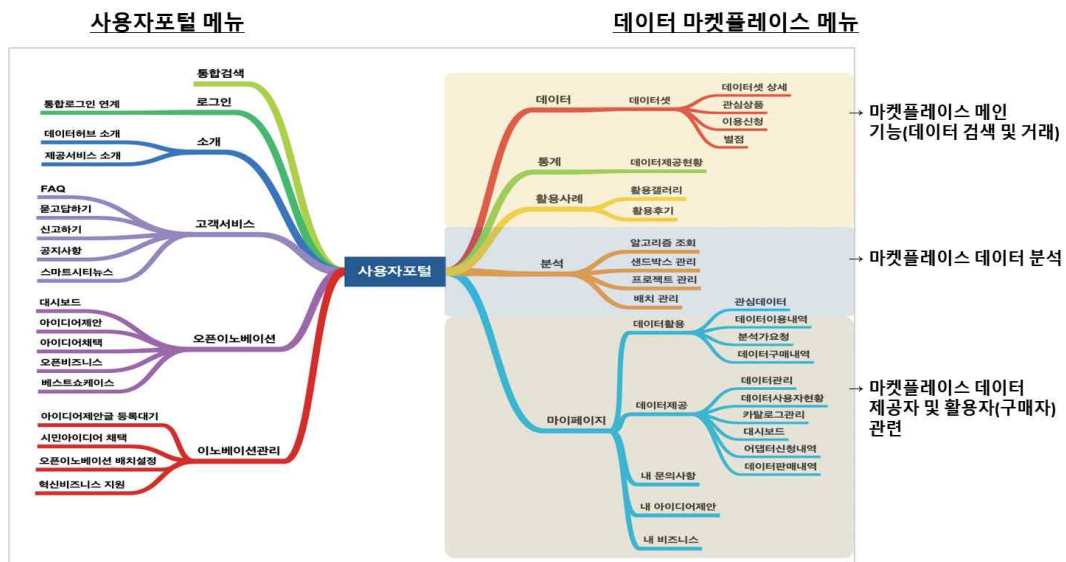 사용자포털 메뉴
데이터 마켓플레이스 메뉴
통합검색
로그인
통합로그인 연계
소개
데이터허브 소개
제공서비스 소개
고객서비스
FAQ
묻고답하기
신고하기
공지사항
스마트시티뉴스
오픈이노베이션
대시보드
아이디어제안
아이디어채택
오픈비즈니스
베스트쇼케이스
이노베이션관리
아이디어제안글 등록대기
시민아이디어 채택
오픈이노베이션 배치설정
혁신비즈니스 지원
사용자포털
데이터
데이터셋
데이터셋 상세
관심상품
이용신청
별점
통계
데이터제공현황
활용사례
활용갤러리
활용후기
분석
알고리즘 조회
샌드박스 관리
프로젝트 관리
배치 관리
마이페이지
데이터활용
관심데이터
데이터이용내역
분석가요청
데이터구매내역
데이터제공
데이터관리
데이터사용자현황
카탈로그관리
대시보드
어댑터신청내역
데이터판매내역
내 문의사항
내 아이디어제안
내 비즈니스
→ 마켓플레이스 메인
기능(데이터 검색 및 거래)
→ 마켓플레이스 데이터 분석
→ 마켓플레이스 데이터
제공자 및 활용자(구매자)
관련